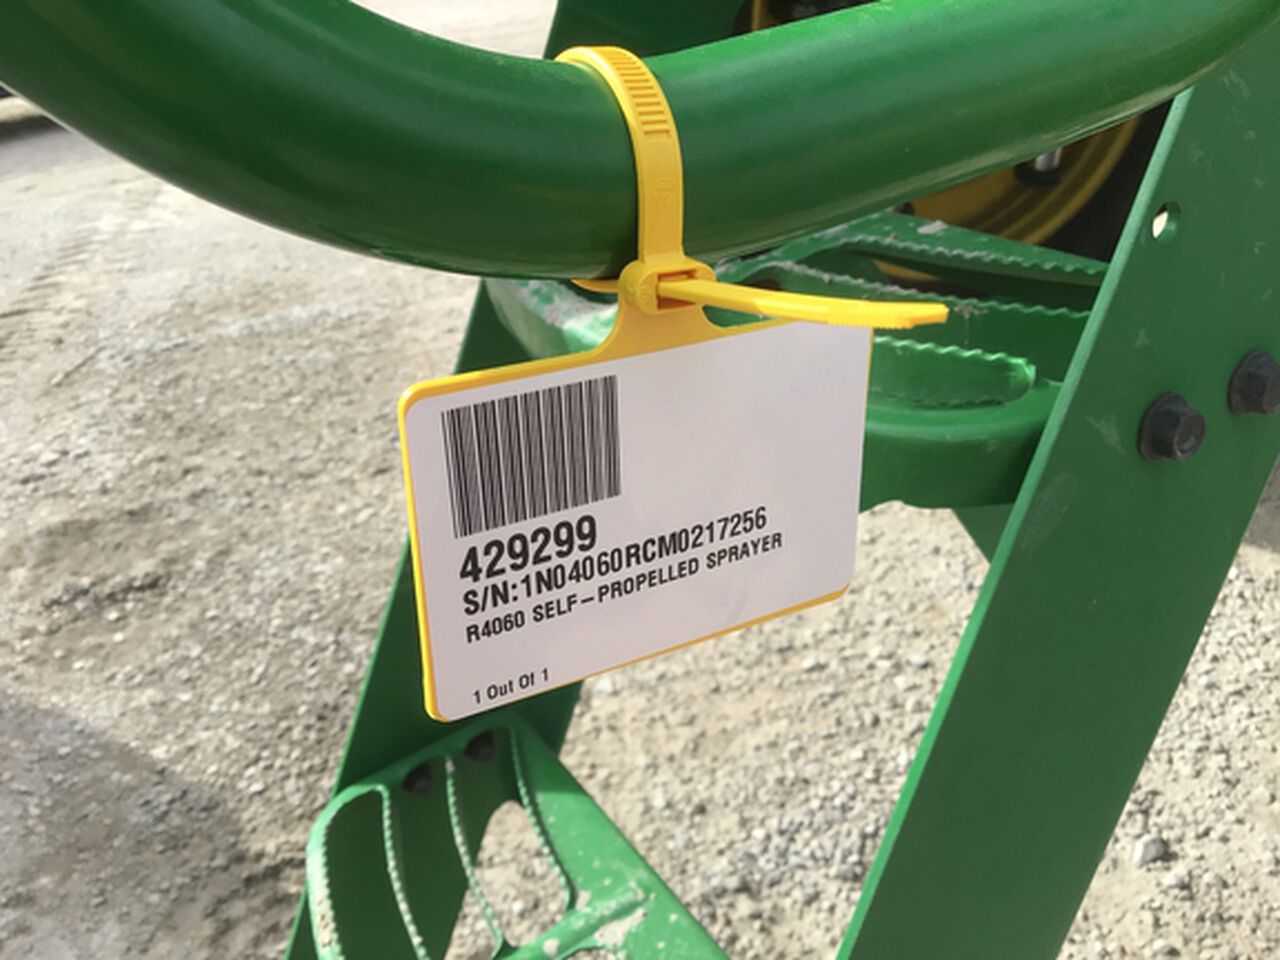 429299
S/N:1N04060RCM0217256
R4060 SELF-PROPELLED SPRAYER
1 Out Of 1